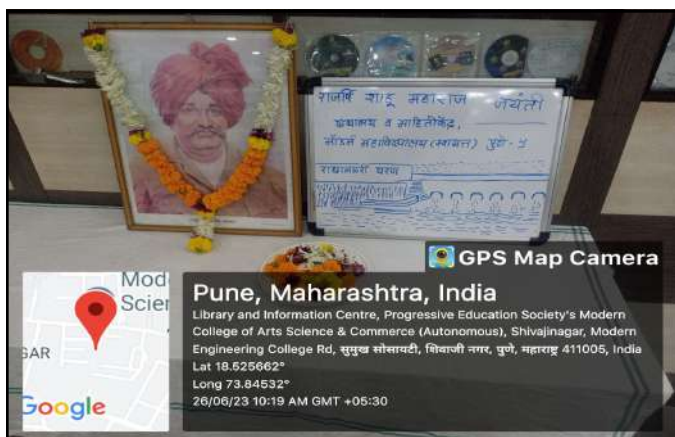 राजर्षि शाहू महाराज जयंती
ग्रंथालय व माहितीकेंद्र,
मॉडर्न महाविद्यालय (स्वायत्त) पुणे - ५
राधानगरी धरण
GPS Map Camera
Mod
Scien
GAR
Google
Pune, Maharashtra, India
Library and Information Centre, Progressive Education Society's Modern
College of Arts Science & Commerce (Autonomous), Shivajinagar, Modern
Engineering College Rd, सुमुख सोसायटी, शिवाजी नगर, पुणे, महाराष्ट्र 411005, India
Lat 18.525662°
Long 73.84532°
26/06/23 10:19 AM GMT +05:30